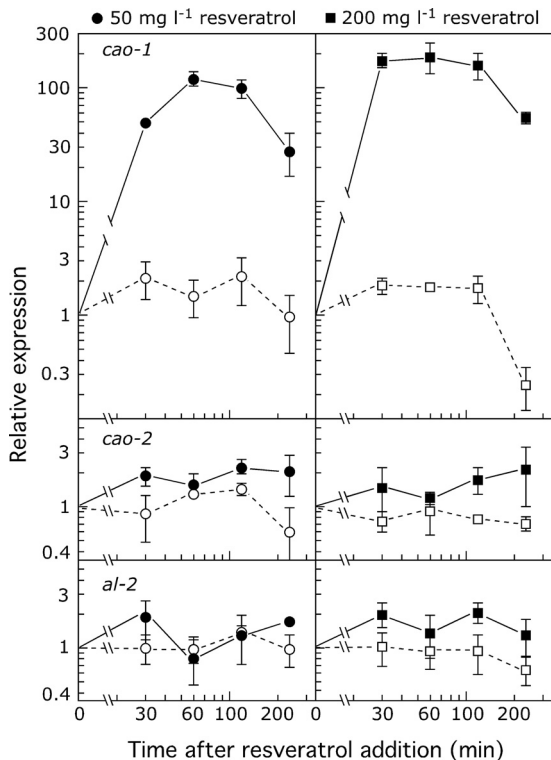 50 mg l-1 resveratrol
200 mg l-1 resveratrol
300
cao-1
100
30
10
3
1
0.3
Relative expression
cao-2
3
1
0.4
al-2
3
1
0.4
0 30 60 100 200
0 30 60 100 200
Time after resveratrol addition (min)